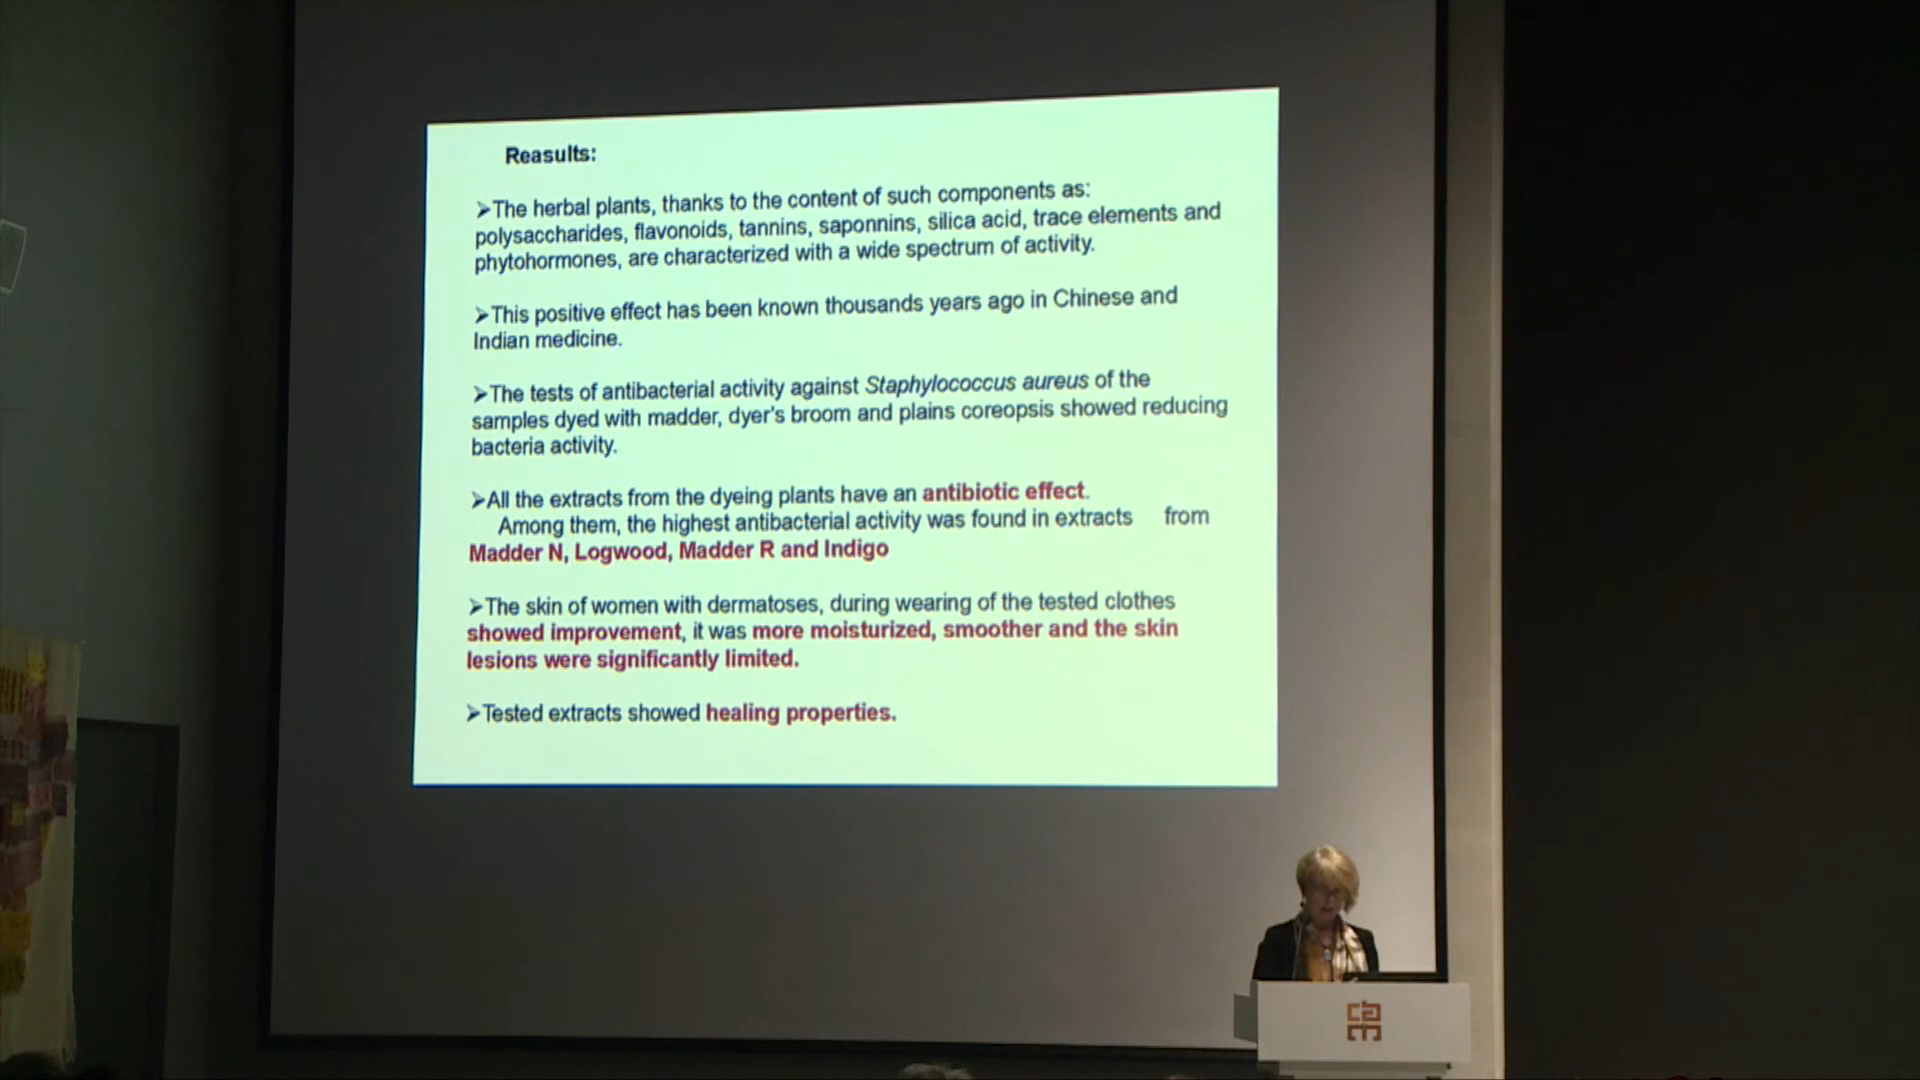 Reasults:
➢The herbal plants, thanks to the content of such components as:
polysaccharides, flavonoids, tannins, saponnins, silica acid, trace elements and
phytohormones, are characterized with a wide spectrum of activity.
➢This positive effect has been known thousands years ago in Chinese and
Indian medicine.
➢The tests of antibacterial activity against Staphylococcus aureus of the
samples dyed with madder, dyer's broom and plains coreopsis showed reducing
bacteria activity.
➢All the extracts from the dyeing plants have an antibiotic effect.
Among them, the highest antibacterial activity was found in extracts from
Madder N, Logwood, Madder R and Indigo
➢The skin of women with dermatoses, during wearing of the tested clothes
showed improvement, it was more moisturized, smoother and the skin
lesions were significantly limited.
➢Tested extracts showed healing properties.